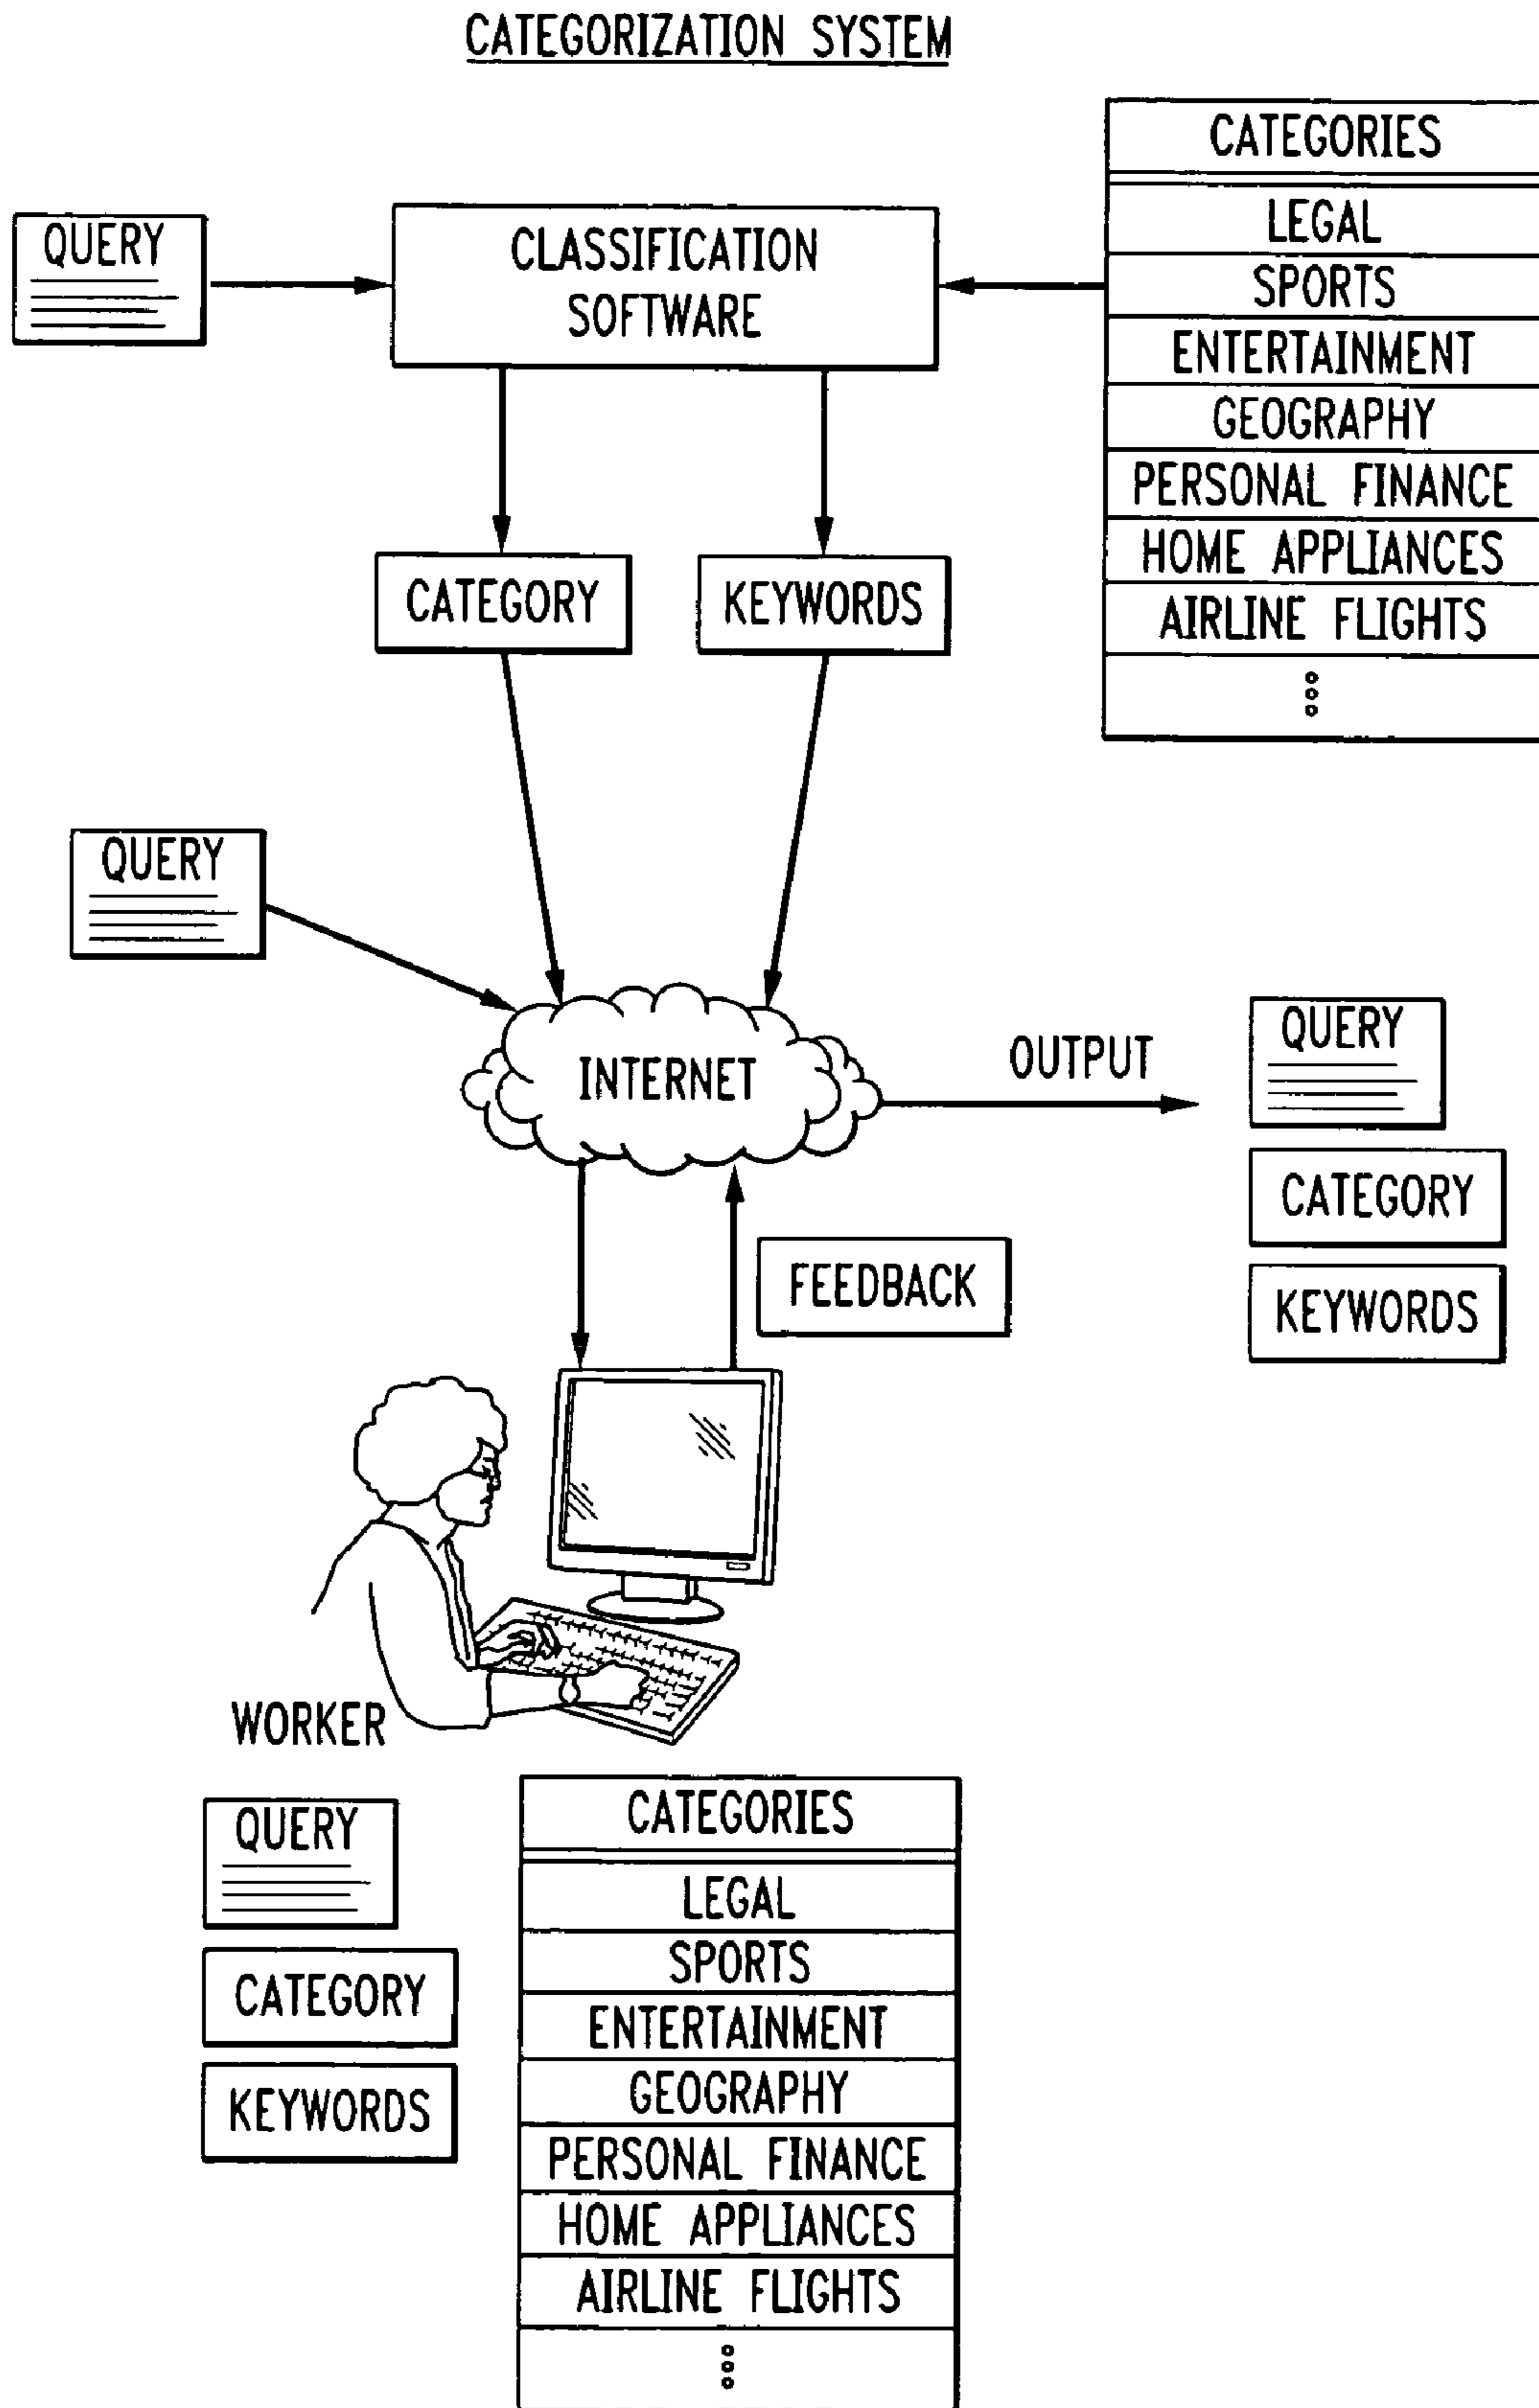 CATEGORIZATION SYSTEM
CATEGORIES
LEGAL
SPORTS
ENTERTAINMENT
GEOGRAPHY
PERSONAL FINANCE
HOME APPLIANCES
AIRLINE FLIGHTS
QUERY
CLASSIFICATION
SOFTWARE
CATEGORY
KEYWORDS
QUERY
INTERNET
OUTPUT
QUERY
CATEGORY
KEYWORDS
FEEDBACK
WORKER
QUERY
CATEGORY
KEYWORDS
CATEGORIES
LEGAL
SPORTS
ENTERTAINMENT
GEOGRAPHY
PERSONAL FINANCE
HOME APPLIANCES
AIRLINE FLIGHTS